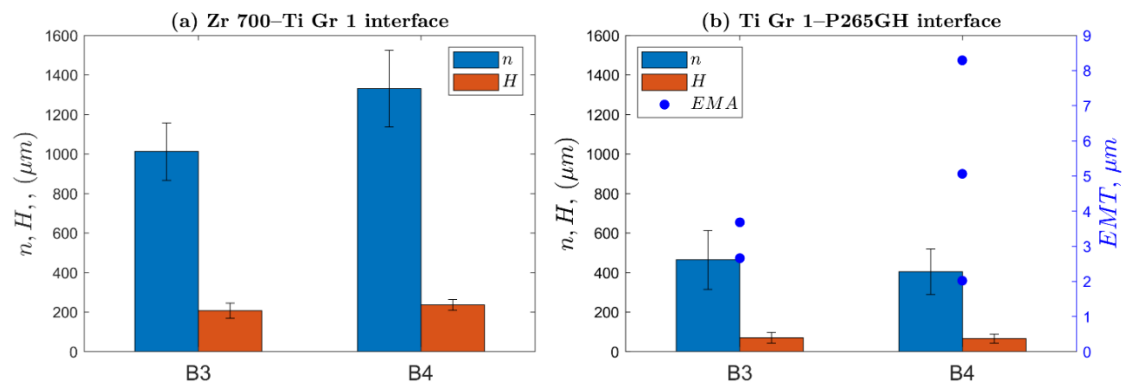 (a) Zr 700–Ti Gr 1 interface
1600
1400
1200
1000
800
600
400
200
0
n, H, , (μm)
n
H
B3
B4
(b) Ti Gr 1–P265GH interface
1600
1400
1200
1000
800
600
400
200
0
n, H, (μm)
n
H
EMA
9
8
7
6
5
4
3
2
1
0
EMT, μm
B3
B4